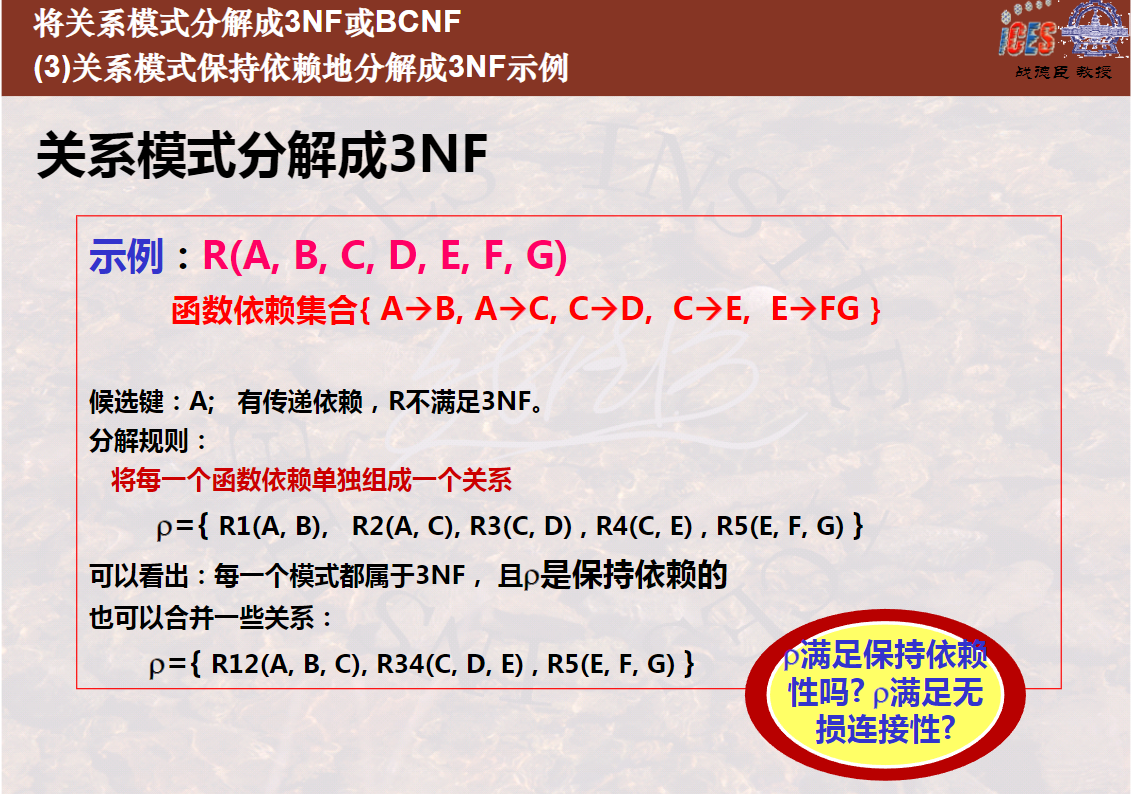 将关系模式分解成3NF或BCNF
(3)关系模式保持依赖地分解成3NF示例
iCES
战德臣 教授
关系模式分解成3NF
示例：R(A, B, C, D, E, F, G)
函数依赖集合{ A→B, A→C, C→D, C→E, E→FG }
候选键：A; 有传递依赖，R不满足3NF。
分解规则：
将每一个函数依赖单独组成一个关系
ρ={ R1(A, B), R2(A, C), R3(C, D) , R4(C, E) , R5(E, F, G) }
可以看出：每一个模式都属于3NF， 且ρ是保持依赖的
也可以合并一些关系：
ρ={ R12(A, B, C), R34(C, D, E) , R5(E, F, G) }
ρ满足保持依赖
性吗? ρ满足无
损连接性?